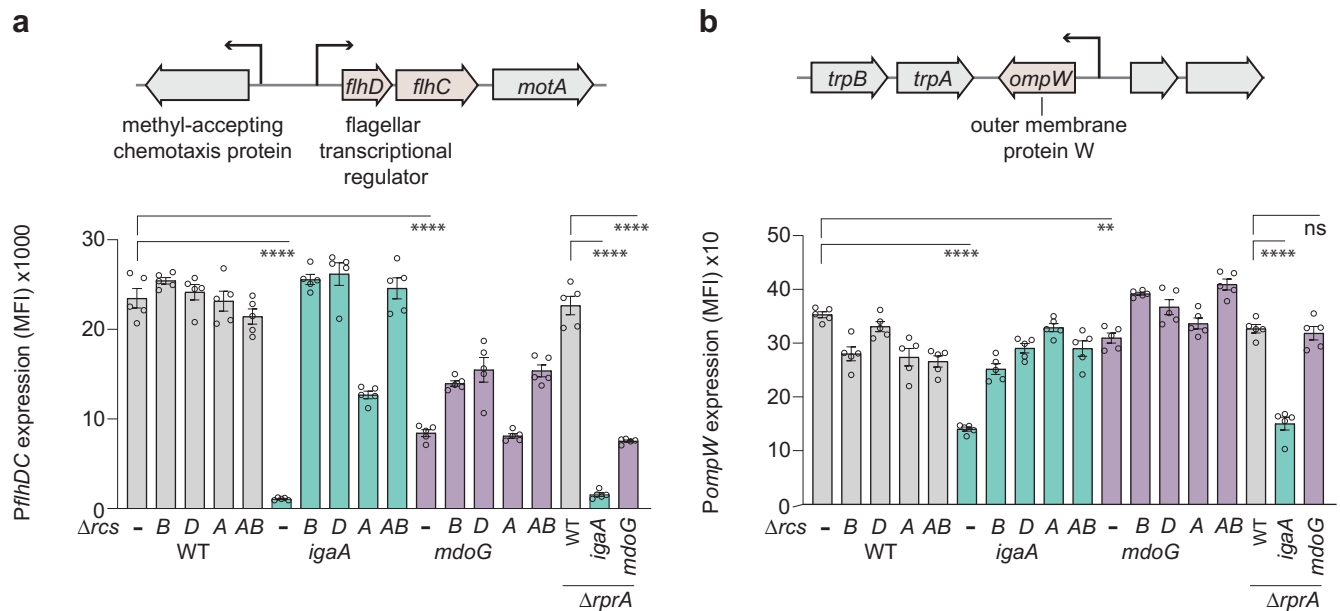 a
flhD flhC motA
methyl-accepting
chemotaxis protein
flagellar
transcriptional
regulator
PflhDC expression (MFI) x1000
30
20
10
0
**** **** **** ****
Δrcs – B D A AB – B D A AB – B D A AB WT igaA mdoG
WT igaA mdoG
ΔrprA
b
trpB trpA ompW
outer membrane
protein W
PompW expression (MFI) x10
50
40
30
20
10
0
**** ** **** ns
Δrcs – B D A AB – B D A AB – B D A AB WT igaA mdoG
WT igaA mdoG
ΔrprA